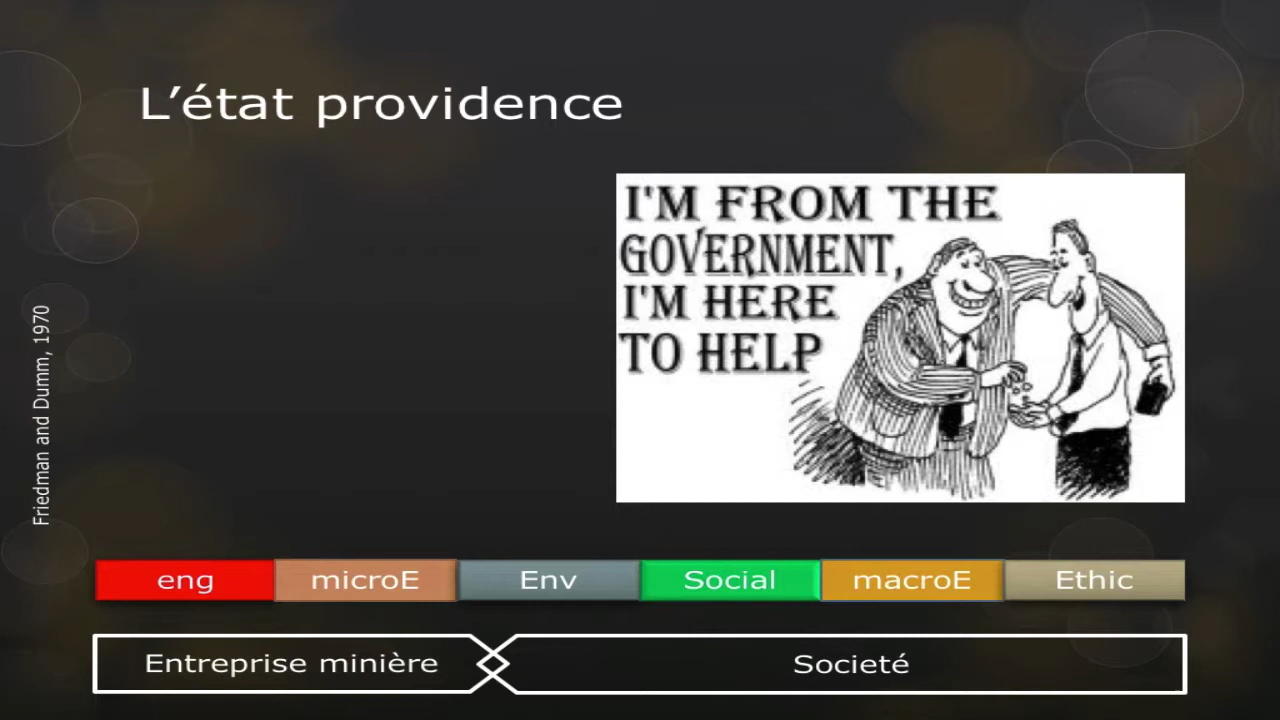 L’état providence
I'M FROM THE
GOVERNMENT,
I'M HERE
TO HELP
Friedman and Dumm, 1970
eng
microE
Env
Social
macroE
Ethic
Entreprise minière
Societé